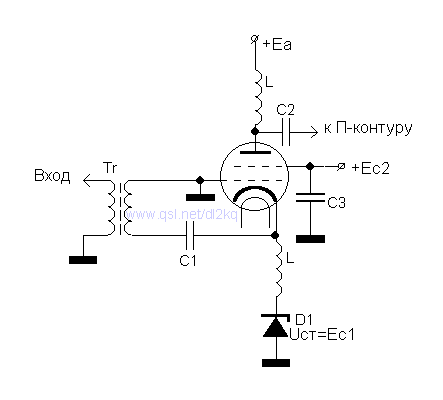 +Ea
L
C2
к П-контуру
Вход
Tr
+Ec2
C3
www.qsl.net/dl2kq
C1
L
D1
Uст=Ec1